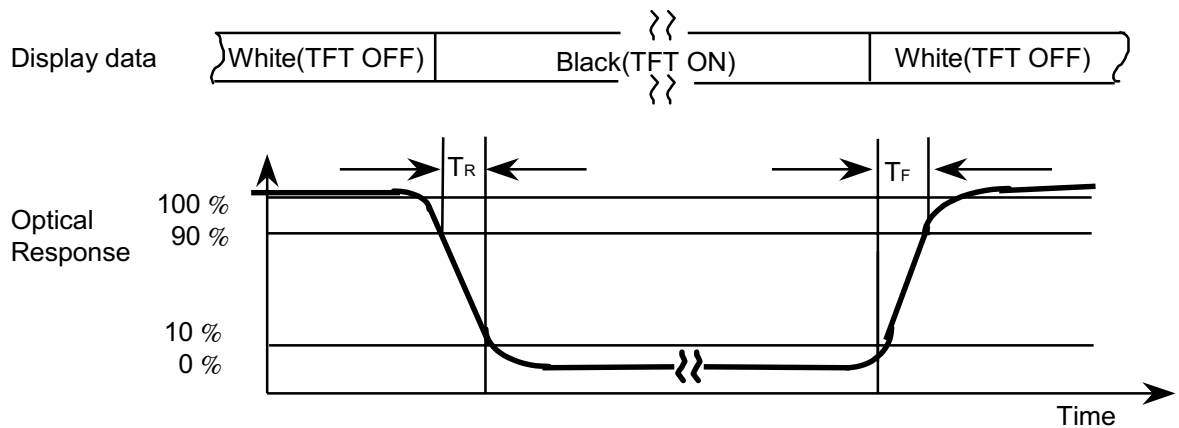 Display data
White(TFT OFF)
Black(TFT ON)
White(TFT OFF)
TR
TF
Optical
Response
100 %
90 %
10 %
0 %
Time